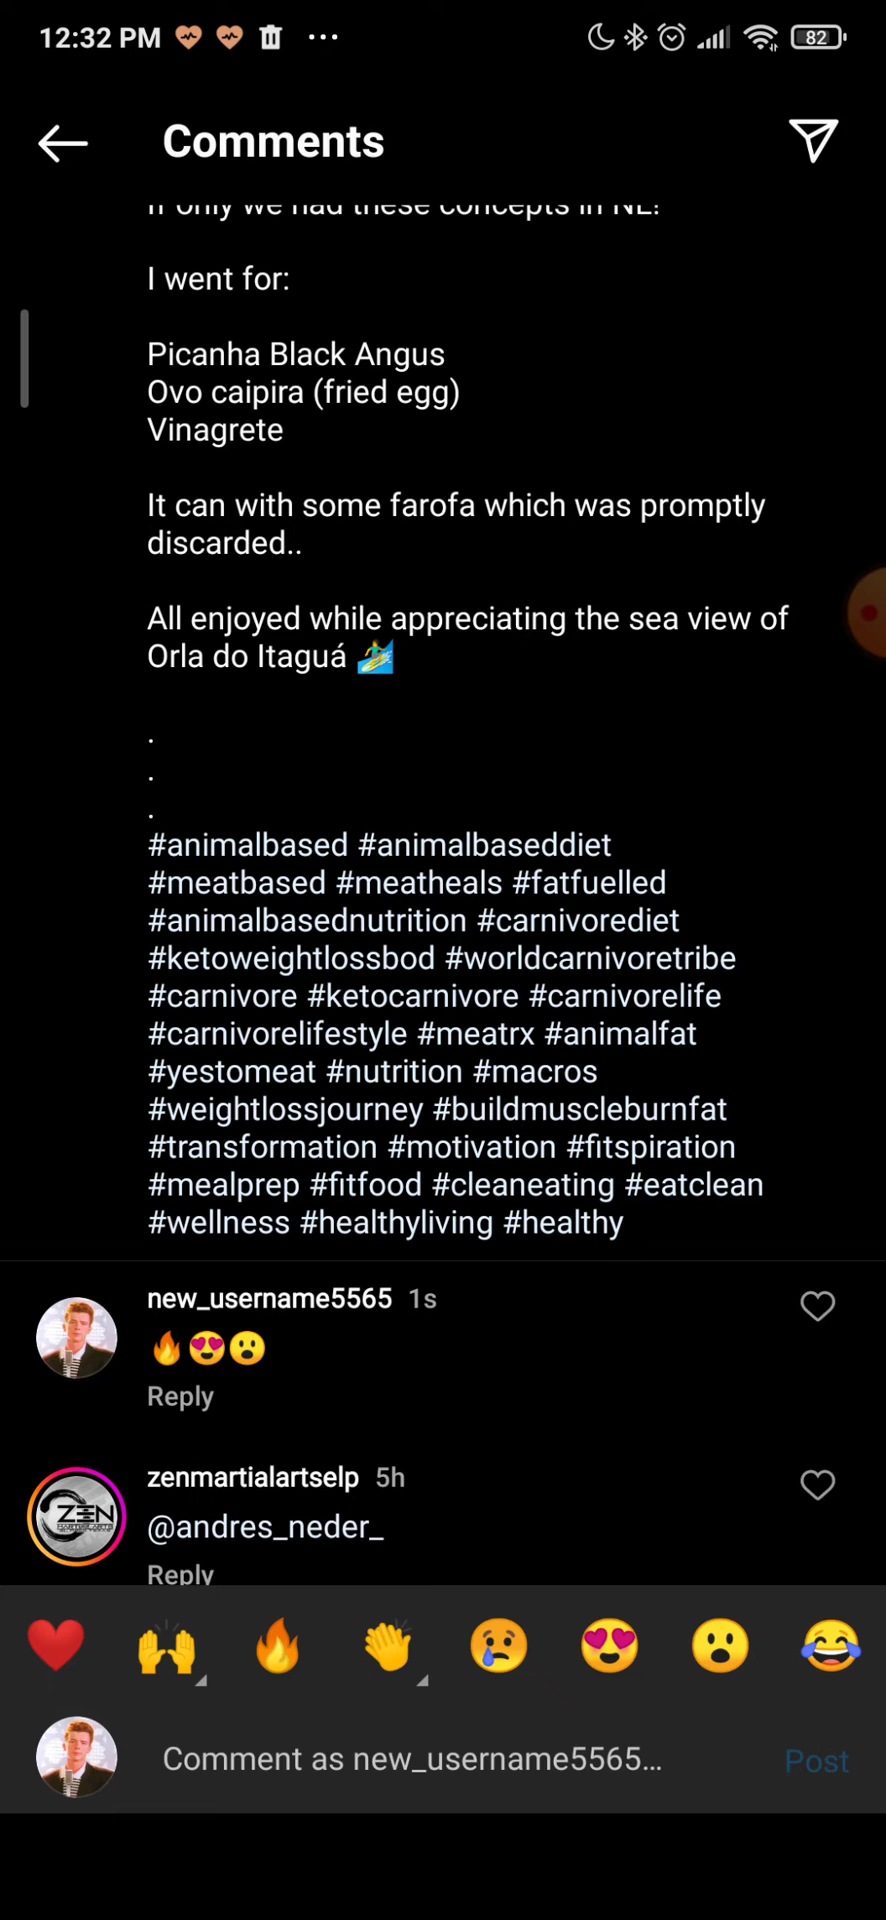 12:32 PM
82
Comments
If only we had these concepts in NL!
I went for:
Picanha Black Angus
Ovo caipira (fried egg)
Vinagrete
It can with some farofa which was promptly
discarded..
All enjoyed while appreciating the sea view of
Orla do Itaguá 🏄
.
.
.
#animalbased #animalbaseddiet
#meatbased #meatheals #fatfuelled
#animalbasednutrition #carnivorediet
#ketoweightlossbod #worldcarnivoretribe
#carnivore #ketocarnivore #carnivorelife
#carnivorelifestyle #meatrx #animalfat
#yestomeat #nutrition #macros
#weightlossjourney #buildmuscleburnfat
#transformation #motivation #fitspiration
#mealprep #fitfood #cleaneating #eatclean
#wellness #healthyliving #healthy
new_username5565 1s
🔥😍😮
Reply
ZEN
zenmartialartselp 5h
@andres_neder_
Reply
❤️🙌🔥👏😢😍😮😂
Comment as new_username5565...
Post